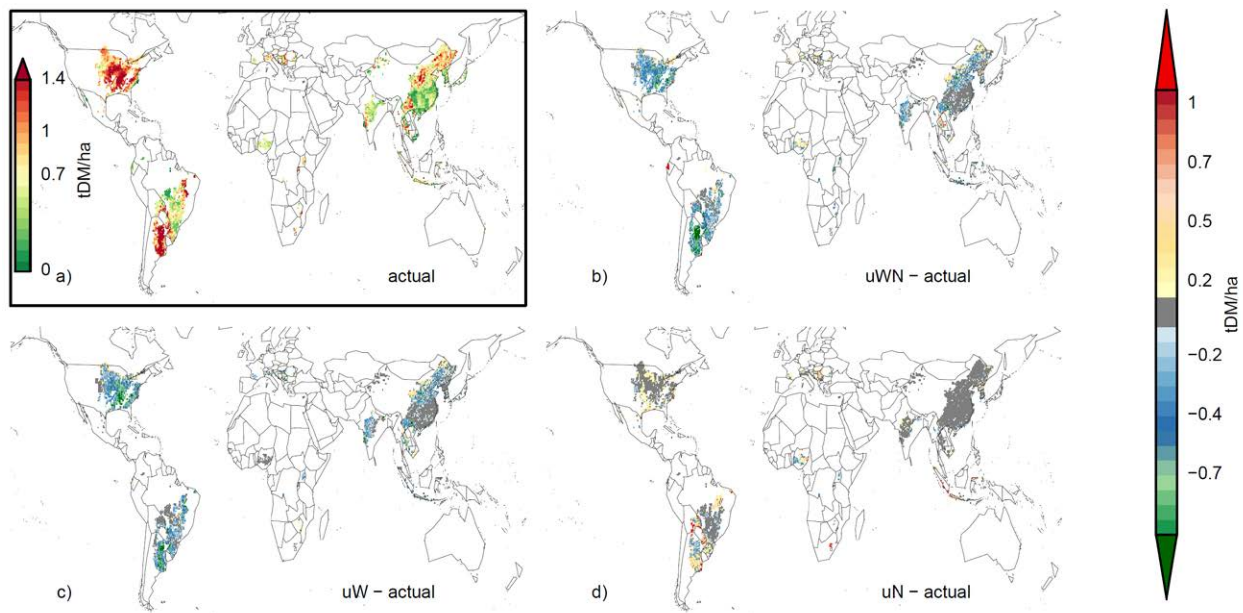 1.4
1
0.7
0
tDM/ha
a)
actual
b)
uWN − actual
c)
uW − actual
d)
uN − actual
1
0.7
0.5
0.2
−0.2
−0.4
−0.7
tDM/ha